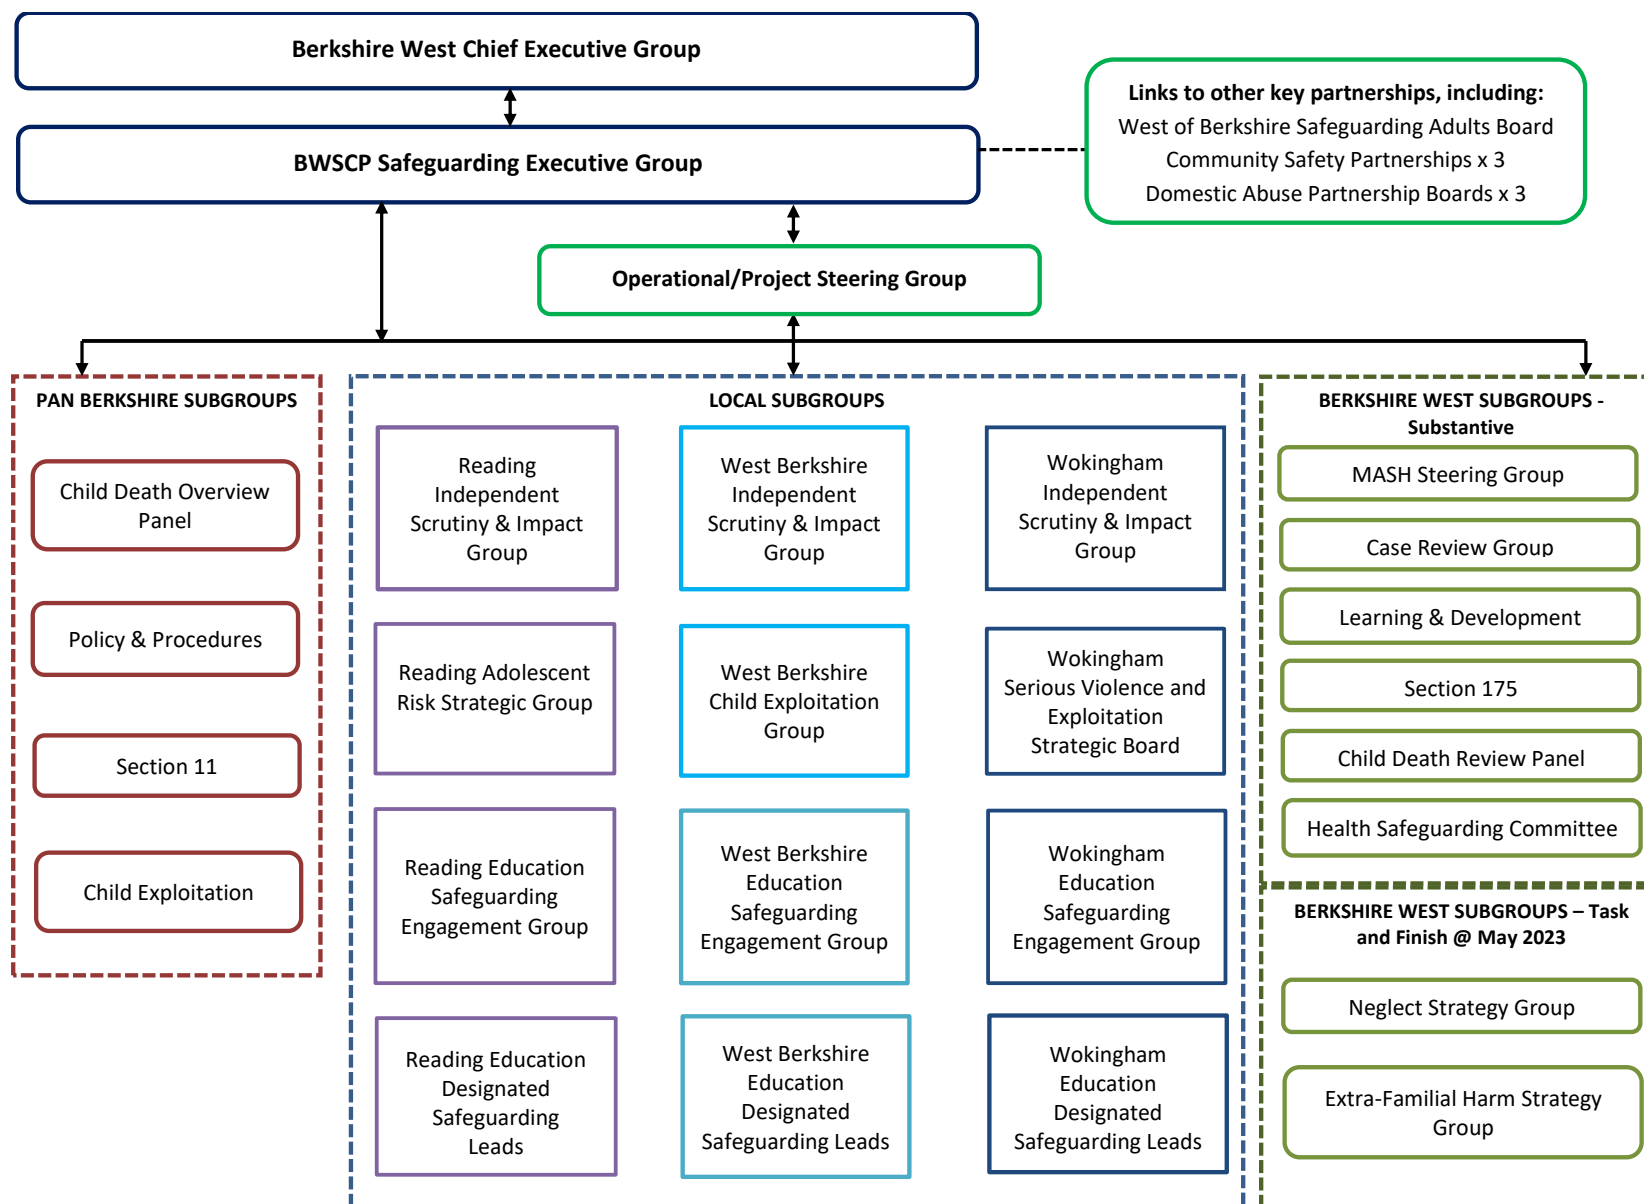 Berkshire West Chief Executive Group
BWSCP Safeguarding Executive Group
Links to other key partnerships, including:
West of Berkshire Safeguarding Adults Board
Community Safety Partnerships x 3
Domestic Abuse Partnership Boards x 3
Operational/Project Steering Group
PAN BERKSHIRE SUBGROUPS
Child Death Overview
Panel
Policy & Procedures
Section 11
Child Exploitation
LOCAL SUBGROUPS
Reading
Independent
Scrutiny & Impact
Group
West Berkshire
Independent
Scrutiny & Impact
Group
Wokingham
Independent
Scrutiny & Impact
Group
Reading Adolescent
Risk Strategic Group
West Berkshire
Child Exploitation
Group
Wokingham
Serious Violence and
Exploitation
Strategic Board
Reading Education
Safeguarding
Engagement Group
West Berkshire
Education
Safeguarding
Engagement Group
Wokingham
Education
Safeguarding
Engagement Group
Reading Education
Designated
Safeguarding
Leads
West Berkshire
Education
Designated
Safeguarding Leads
Wokingham
Education
Designated
Safeguarding Leads
BERKSHIRE WEST SUBGROUPS -
Substantive
MASH Steering Group
Case Review Group
Learning & Development
Section 175
Child Death Review Panel
Health Safeguarding Committee
BERKSHIRE WEST SUBGROUPS – Task
and Finish @ May 2023
Neglect Strategy Group
Extra-Familial Harm Strategy
Group